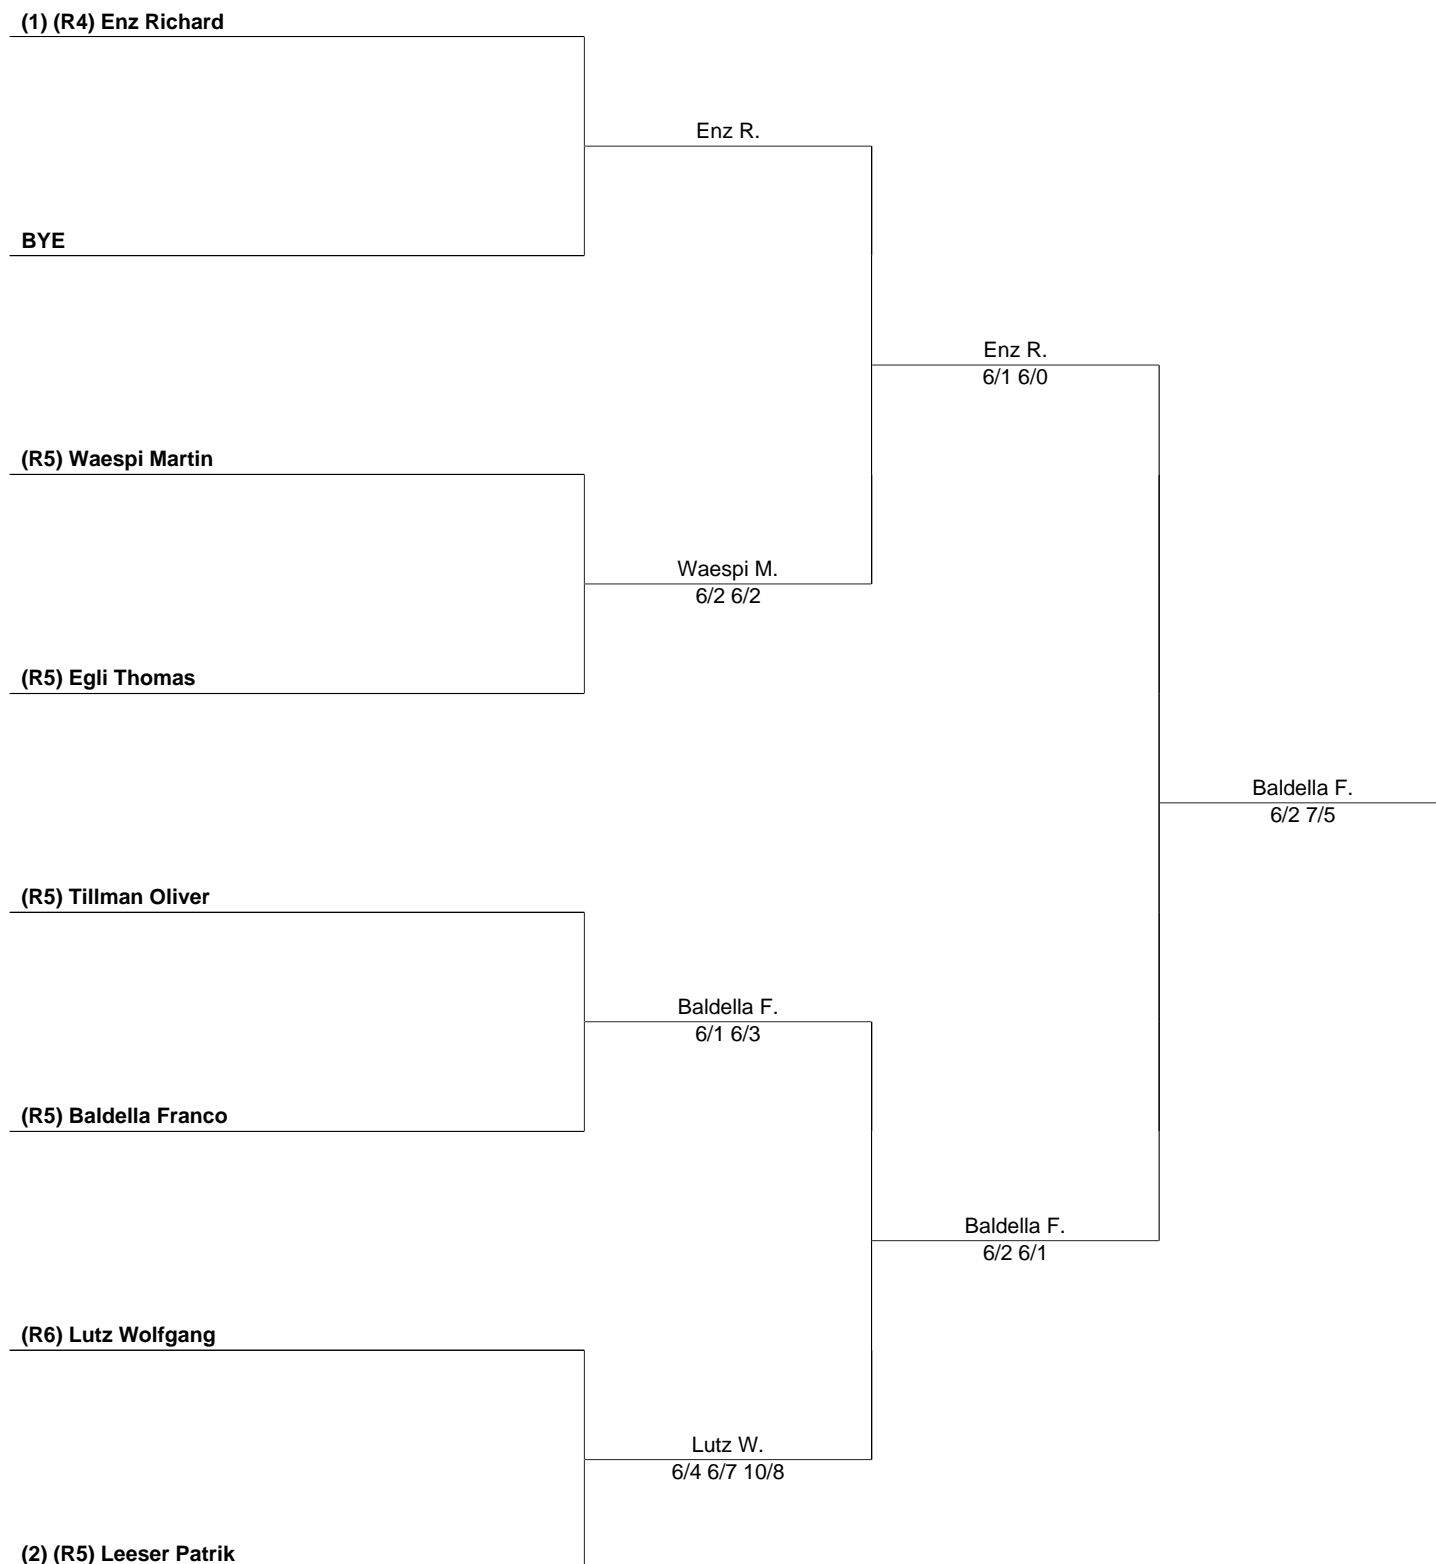 (1) (R4) Enz Richard
Enz R.
BYE
Enz R.
6/1 6/0
(R5) Waespi Martin
Waespi M.
6/2 6/2
(R5) Egli Thomas
Baldella F.
6/2 7/5
(R5) Tillman Oliver
Baldella F.
6/1 6/3
(R5) Baldella Franco
Baldella F.
6/2 6/1
(R6) Lutz Wolfgang
Lutz W.
6/4 6/7 10/8
(2) (R5) Leeser Patrik